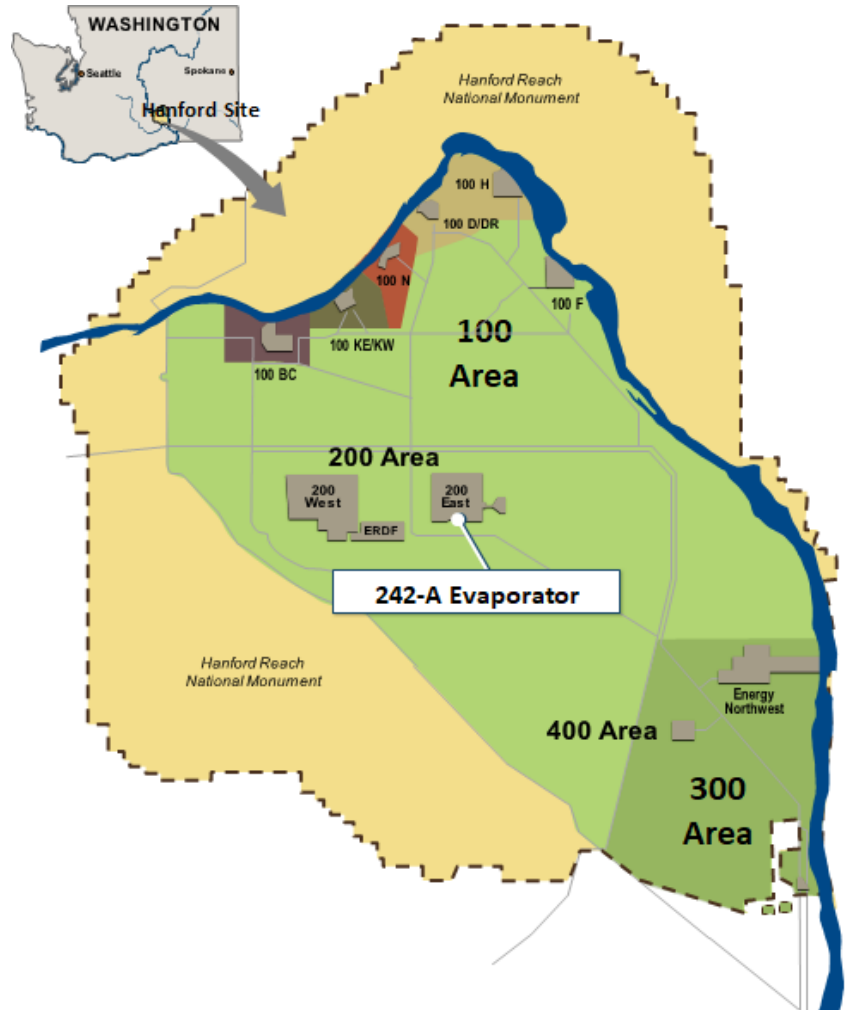 WASHINGTON
Seattle
Spokane
Hanford Site
Hanford Reach
National Monument
100 H
100 D/DR
100 N
100 F
100 KE/KW
100 BC
100
Area
200 Area
200
West
200
East
ERDF
242-A Evaporator
Hanford Reach
National Monument
Energy
Northwest
400 Area
300
Area